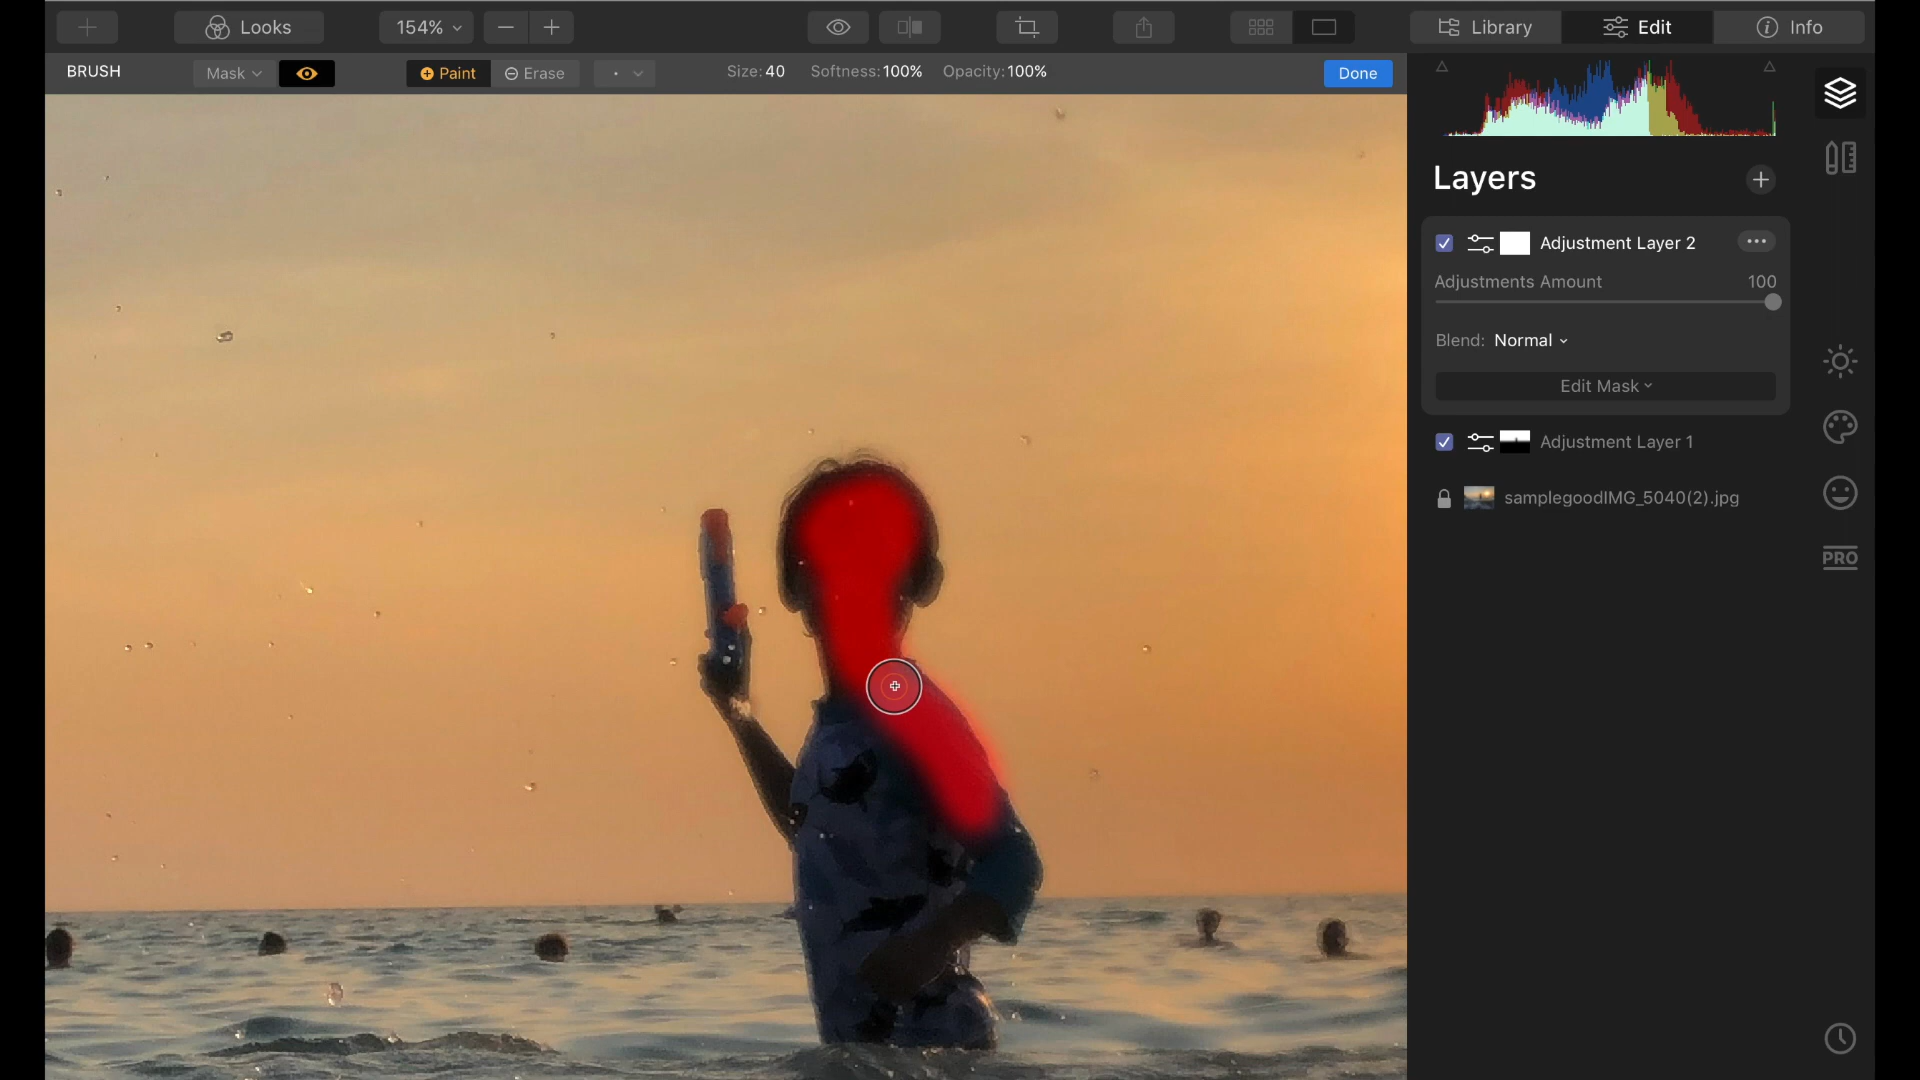 Looks
154%
Library
Edit
Info
BRUSH
Mask
Paint
Erase
Size: 40
Softness: 100%
Opacity: 100%
Done
Layers
Adjustment Layer 2
Adjustments Amount
100
Blend: Normal
Edit Mask
Adjustment Layer 1
samplegoodIMG_5040(2).jpg
PRO